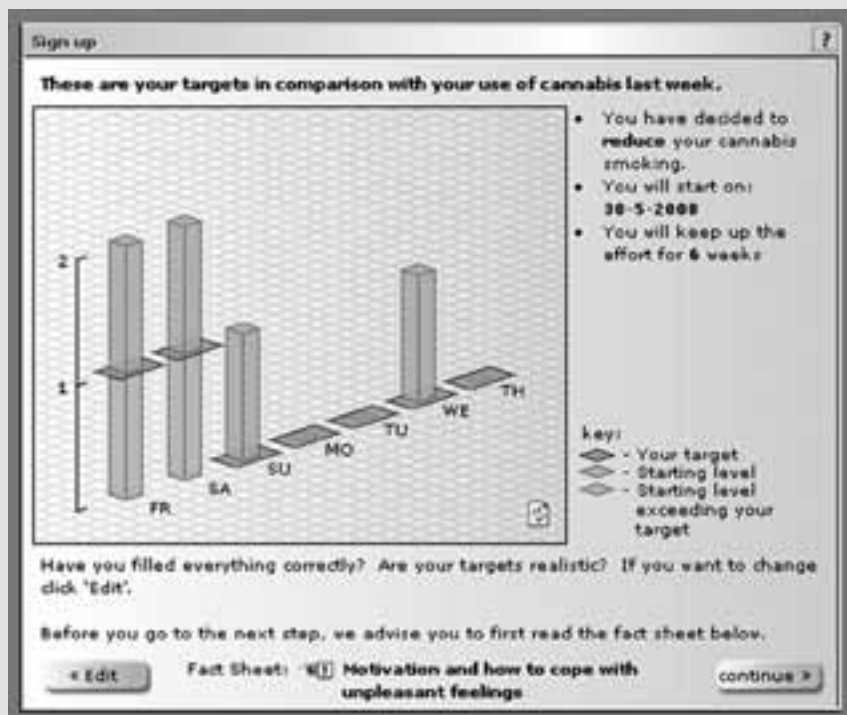 Sign up
?
These are your targets in comparison with your use of cannabis last week.
• You have decided to
reduce your cannabis
smoking.
• You will start on:
30-5-2008
• You will keep up the
effort for 6 weeks
2
1
FR
SA
SU
MO
TU
WE
TH
key:
- Your target
- Starting level
- Starting level
exceeding your
target
Have you filled everything correctly? Are your targets realistic? If you want to change
click 'Edit'.
Before you go to the next step, we advise you to first read the fact sheet below.
« Edit
Fact Sheet: Motivation and how to cope with
unpleasant feelings
continue »